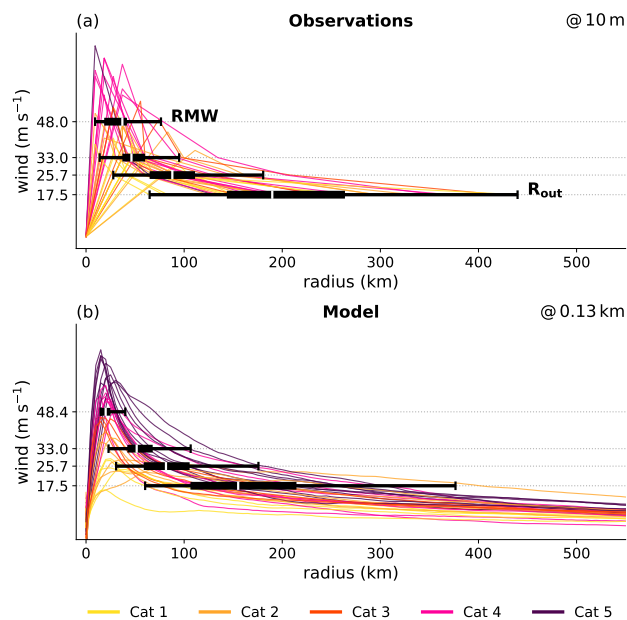 (a) Observations @ 10 m
RMW
48.0
33.0
25.7
17.5
R_out
wind (m s⁻¹)
0 100 200 300 400 500
radius (km)
(b) Model @ 0.13 km
48.4
33.0
25.7
17.5
wind (m s⁻¹)
0 100 200 300 400 500
radius (km)
Cat 1 Cat 2 Cat 3 Cat 4 Cat 5